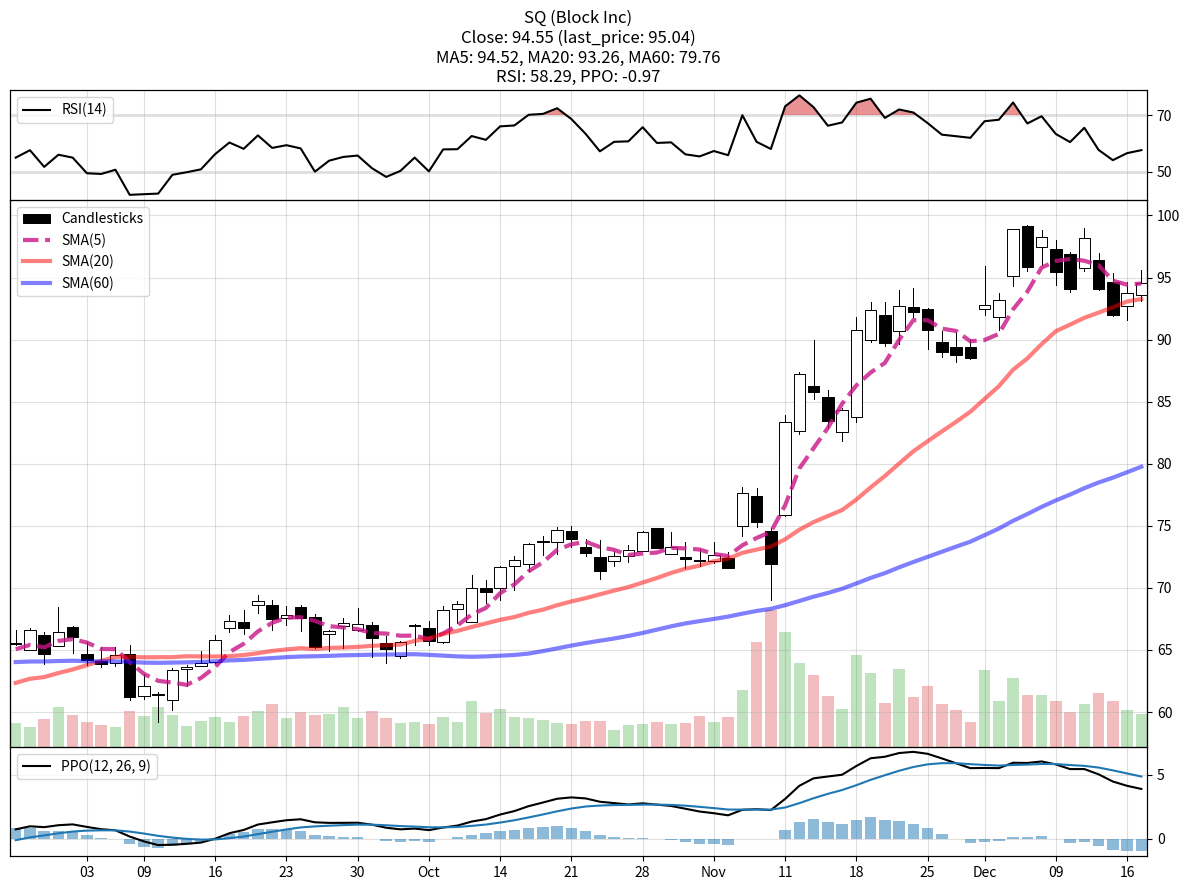 SQ (Block Inc)
Close: 94.55 (last_price: 95.04)
MA5: 94.52, MA20: 93.26, MA60: 79.76
RSI: 58.29, PPO: -0.97
RSI(14)
70
50
Candlesticks
SMA(5)
SMA(20)
SMA(60)
100
95
90
85
80
75
70
65
60
PPO(12, 26, 9)
5
0
03 09 16 23 30 Oct 14 21 28 Nov 11 18 25 Dec 09 16